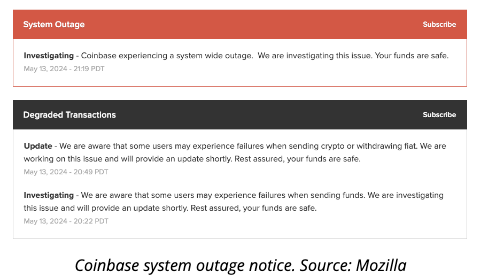 System Outage
Subscribe
Investigating - Coinbase experiencing a system wide outage. We are investigating this issue. Your funds are safe.
May 13, 2024 - 21:19 PDT
Degraded Transactions
Subscribe
Update - We are aware that some users may experience failures when sending crypto or withdrawing fiat. We are
working on this issue and will provide an update shortly. Rest assured, your funds are safe.
May 13, 2024 - 20:49 PDT
Investigating - We are aware that some users may experience failures when sending funds. We are investigating
this issue and will provide an update shortly. Rest assured, your funds are safe.
May 13, 2024 - 20:22 PDT
Coinbase system outage notice. Source: Mozilla